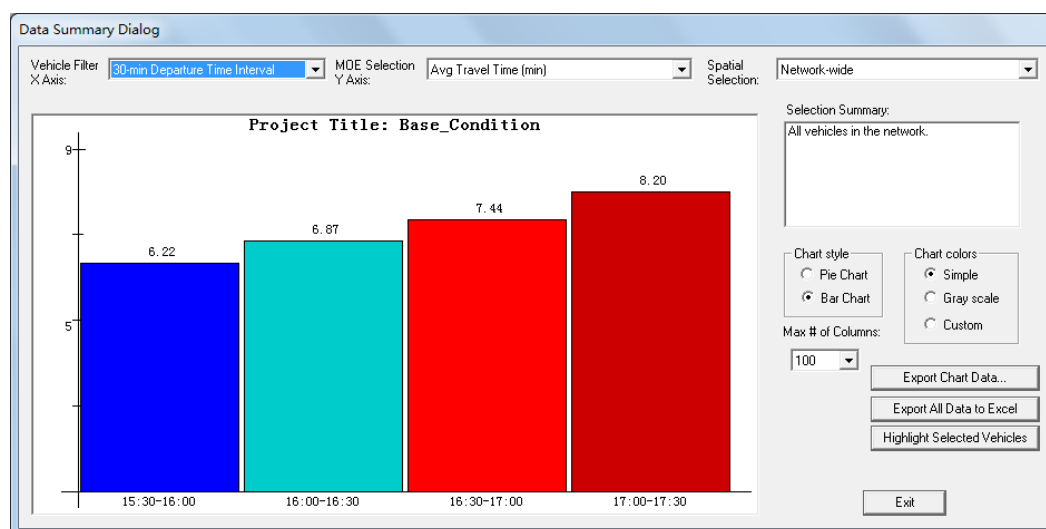 Data Summary Dialog
Vehicle Filter
X Axis:
30-min Departure Time Interval
MOE Selection
Y Axis:
Avg Travel Time (min)
Spatial
Selection:
Network-wide
Project Title: Base_Condition
9
5
6.22
6.87
7.44
8.20
15:30-16:00
16:00-16:30
16:30-17:00
17:00-17:30
Selection Summary:
All vehicles in the network.
Chart style
Pie Chart
Bar Chart
Chart colors
Simple
Gray scale
Custom
Max # of Columns:
100
Export Chart Data...
Export All Data to Excel
Highlight Selected Vehicles
Exit